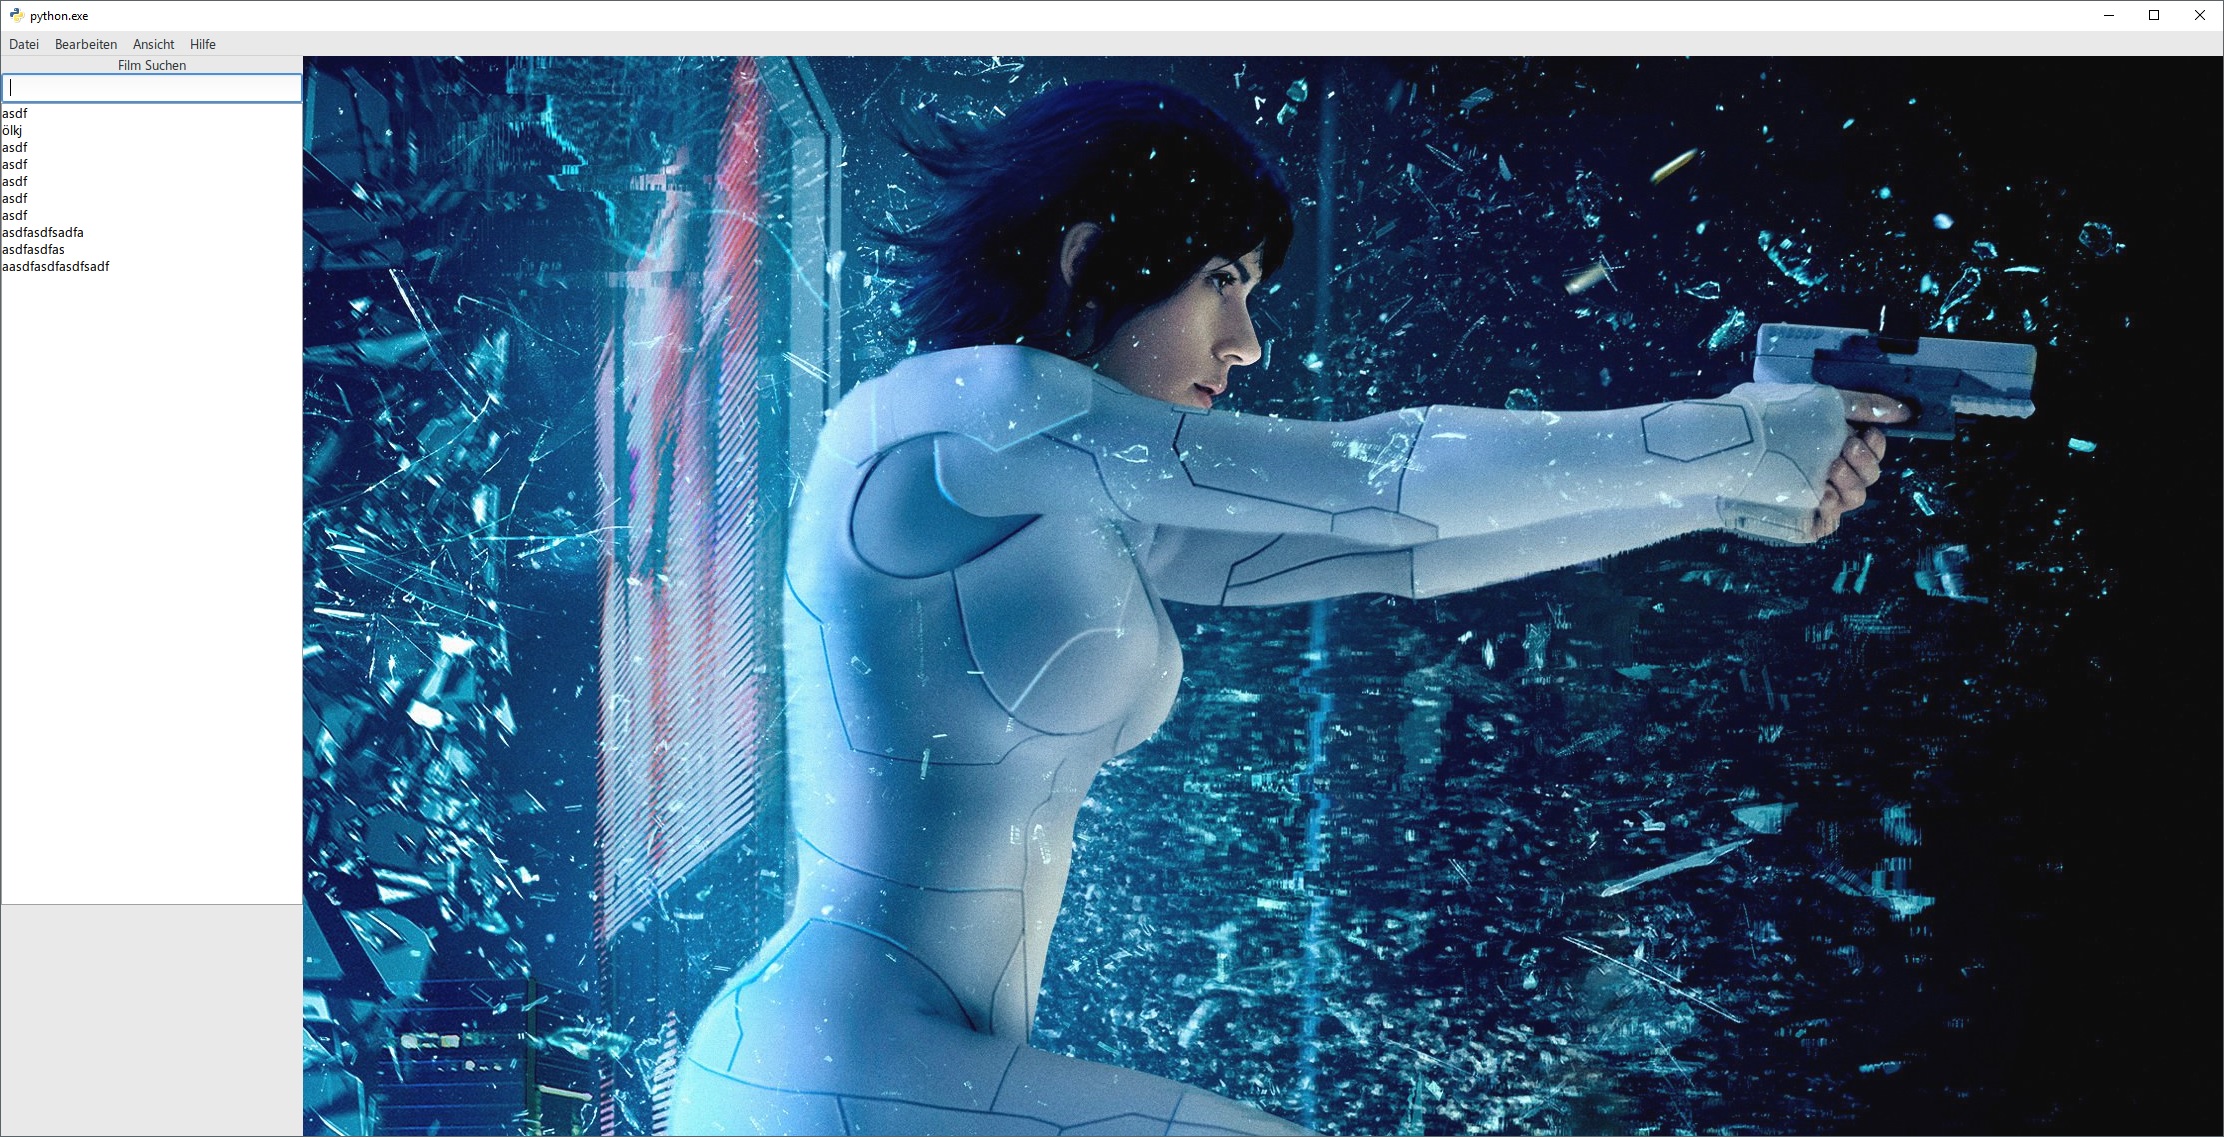 python.exe
Datei Bearbeiten Ansicht Hilfe
Film Suchen
asdf
ölkj
asdf
asdf
asdf
asdf
asdf
asdfasdfsadfa
asdfasdfas
aasdfasdfasdfsadf